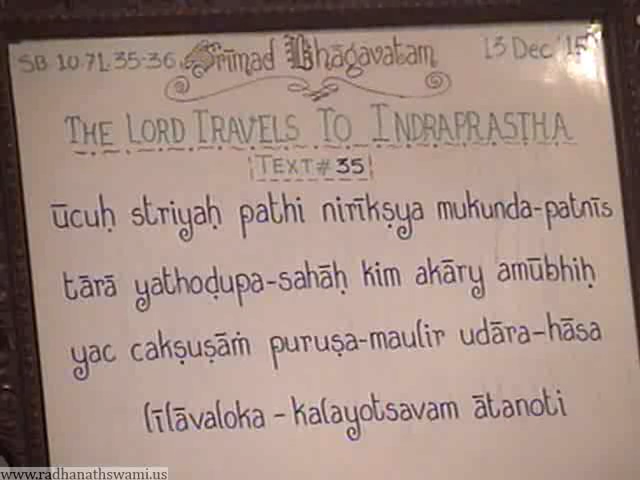 SB 10.71.35-36 Śrīmad Bhāgavatam 13 Dec '15
THE LORD TRAVELS TO INDRAPRASTHA
TEXT # 35
ūcuḥ striyaḥ pathi nirīkṣya mukunda-patnīs
tārā yathoḍupa-sahāḥ kim akāry amūbhiḥ
yac cakṣuṣāṁ puruṣa-maulir udāra-hāsa
līlāvaloka-kalayotsavam ātanoti
www.radhanathswami.us